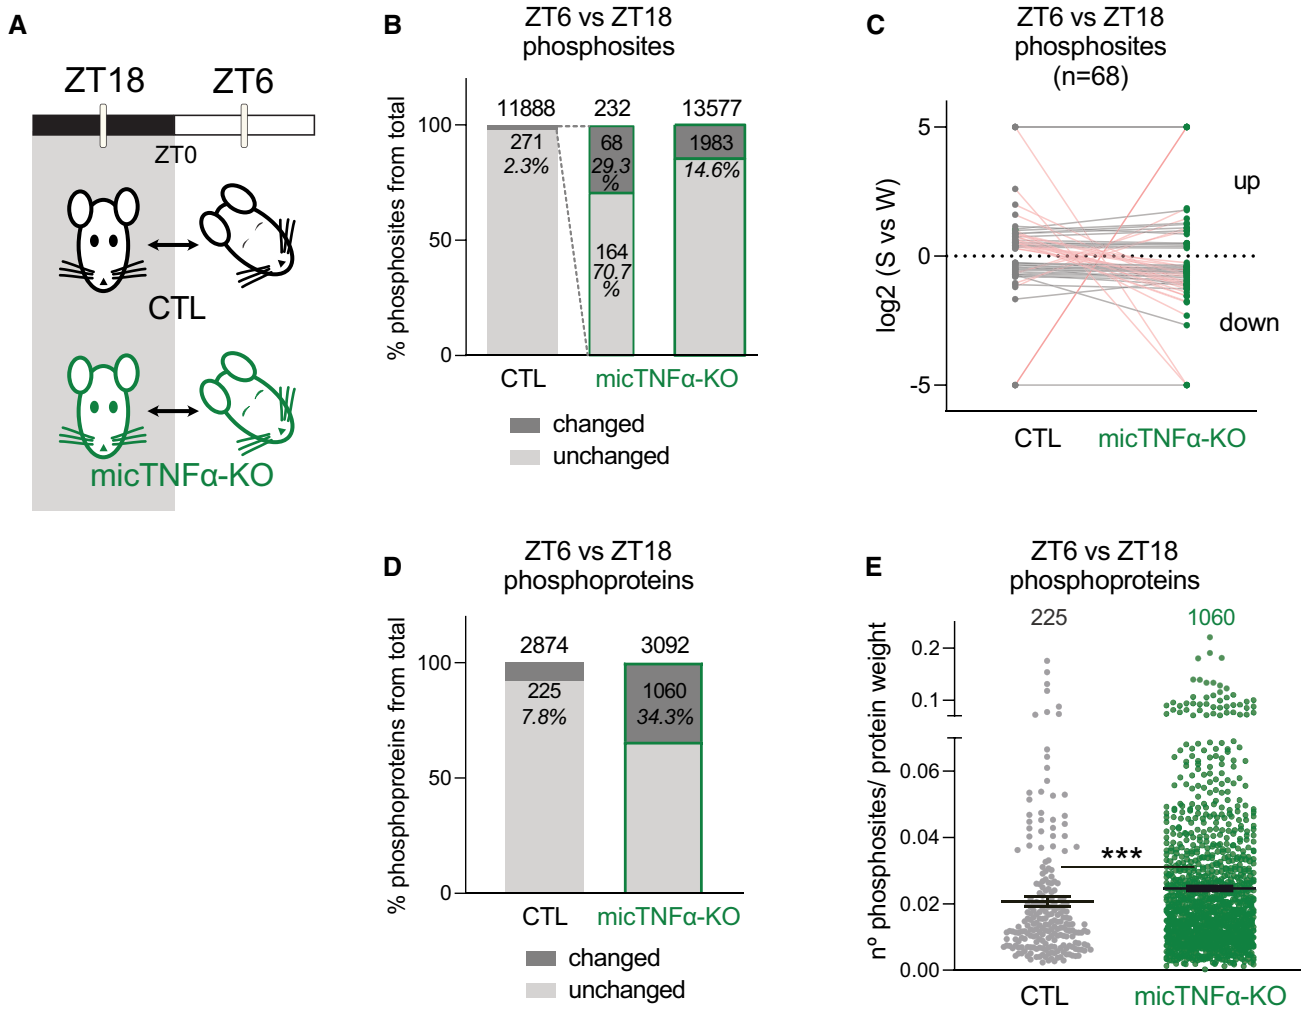 A
ZT18
ZT6
ZT0
CTL
micTNFα-KO
B
ZT6 vs ZT18
phosphosites
% phosphosites from total
100
50
0
11888
232
13577
271
2.3%
68
29.3
%
1983
14.6%
164
70.7
%
CTL
micTNFα-KO
changed
unchanged
C
ZT6 vs ZT18
phosphosites
(n=68)
log2 (S vs W)
5
0
-5
up
down
CTL
micTNFα-KO
D
ZT6 vs ZT18
phosphoproteins
% phosphoproteins from total
100
50
0
2874
3092
225
7.8%
1060
34.3%
CTL
micTNFα-KO
changed
unchanged
E
ZT6 vs ZT18
phosphoproteins
225
1060
nº phosphosites/ protein weight
0.2
0.1
0.06
0.04
0.02
0.00
***
CTL
micTNFα-KO